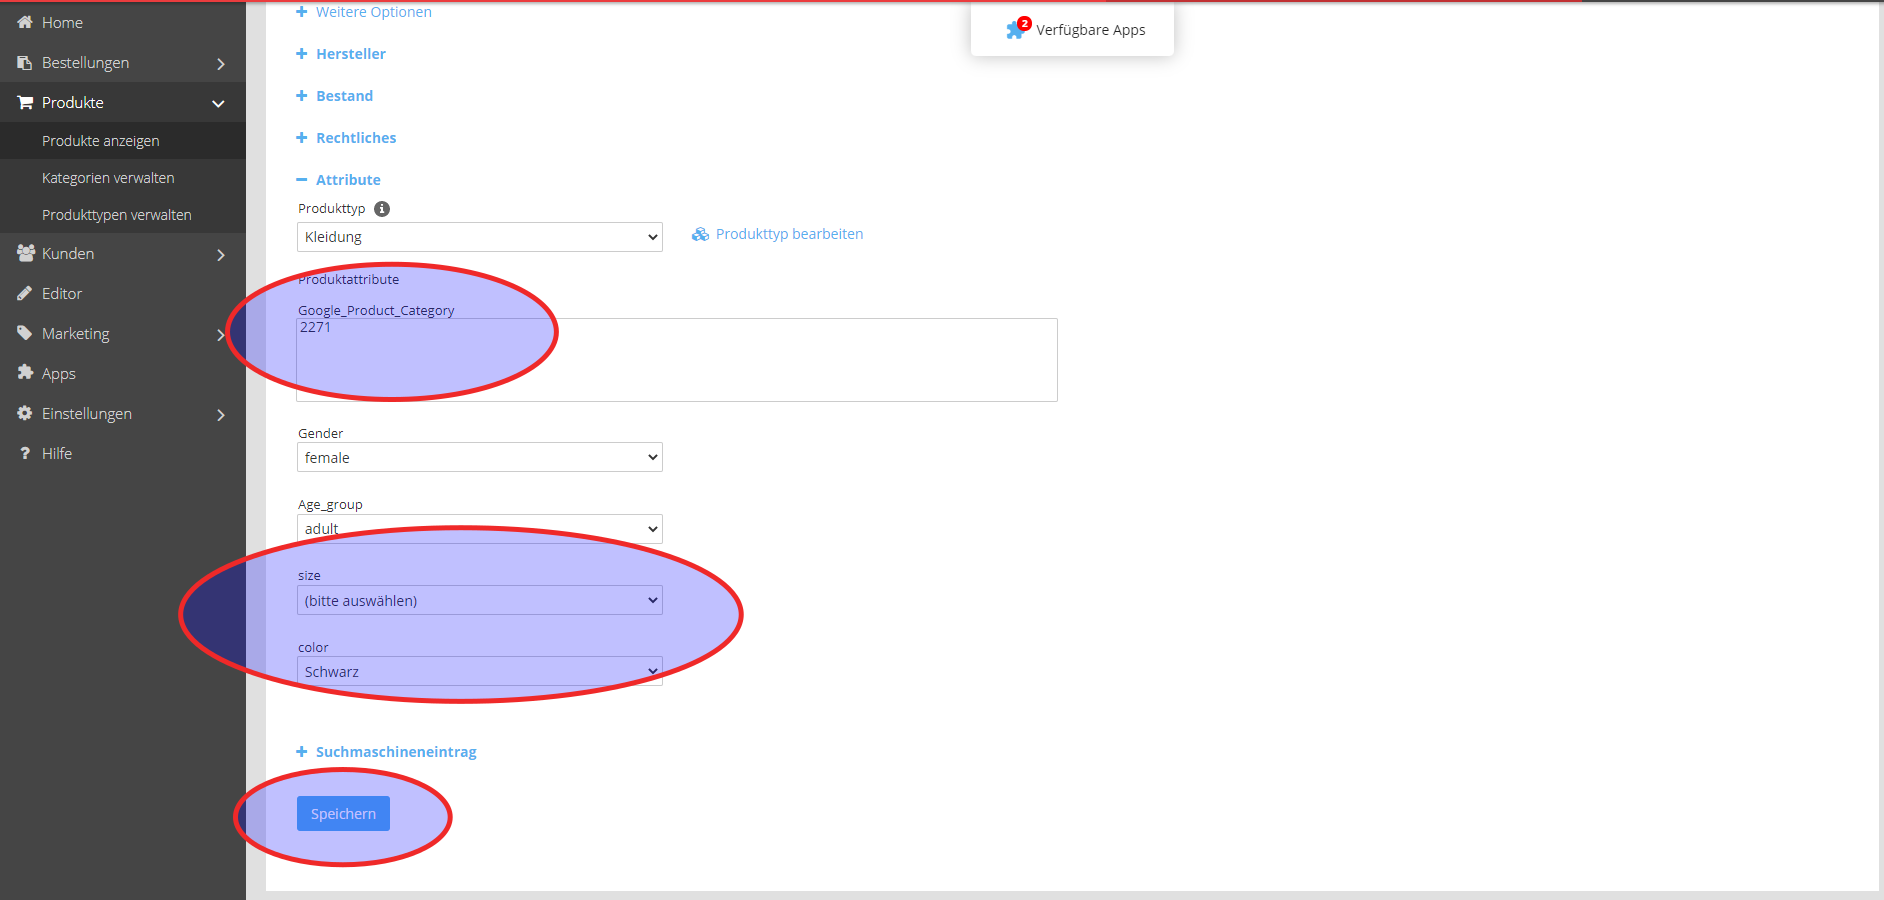 Home
Bestellungen
Produkte
Produkte anzeigen
Kategorien verwalten
Produkttypen verwalten
Kunden
Editor
Marketing
Apps
Einstellungen
Hilfe
Weitere Optionen
2 Verfügbare Apps
Hersteller
Bestand
Rechtliches
Attribute
Produkttyp
Kleidung
Produkttyp bearbeiten
Produktattribute
Google_Product_Category
2271
Gender
female
Age_group
adult
size
(bitte auswählen)
color
Schwarz
Suchmaschineneintrag
Speichern